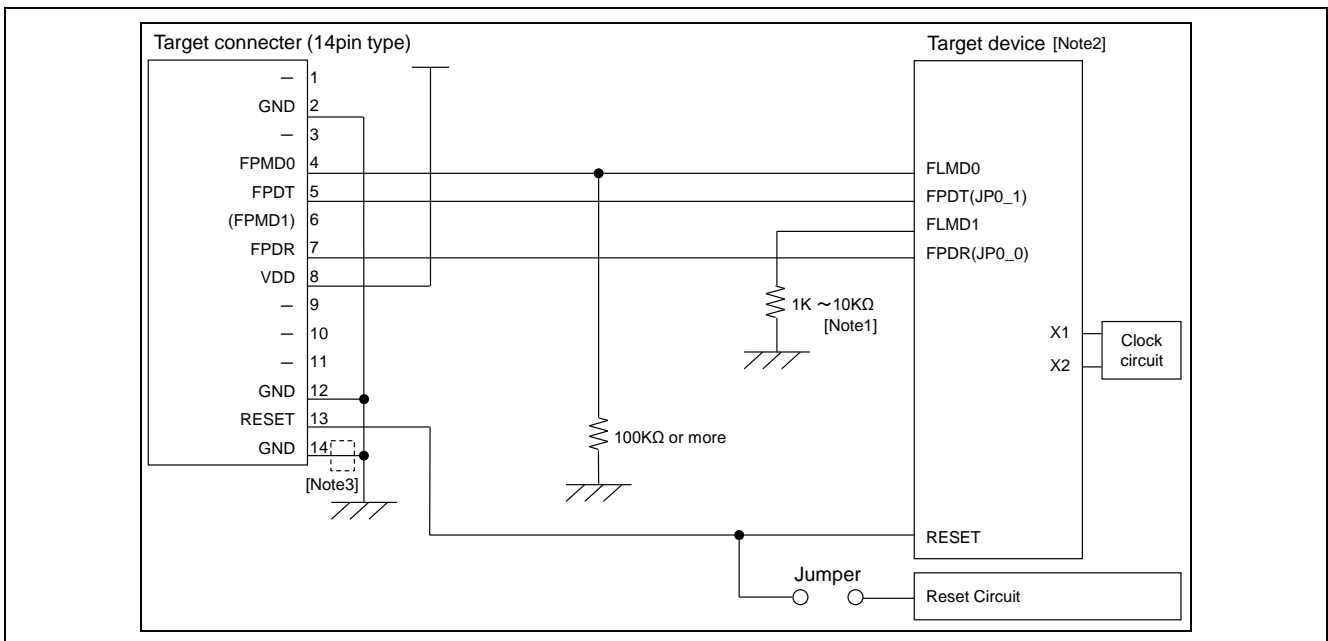 Target connecter (14pin type)
Target device [Note2]
— 1
GND 2
— 3
FPMD0 4
FPDT 5
(FPMD1) 6
FPDR 7
VDD 8
— 9
— 10
— 11
GND 12
RESET 13
GND 14
[Note3]
100KΩ or more
1K ～10KΩ
[Note1]
FLMD0
FPDT(JP0_1)
FLMD1
FPDR(JP0_0)
X1
X2
Clock
circuit
RESET
Jumper
Reset Circuit